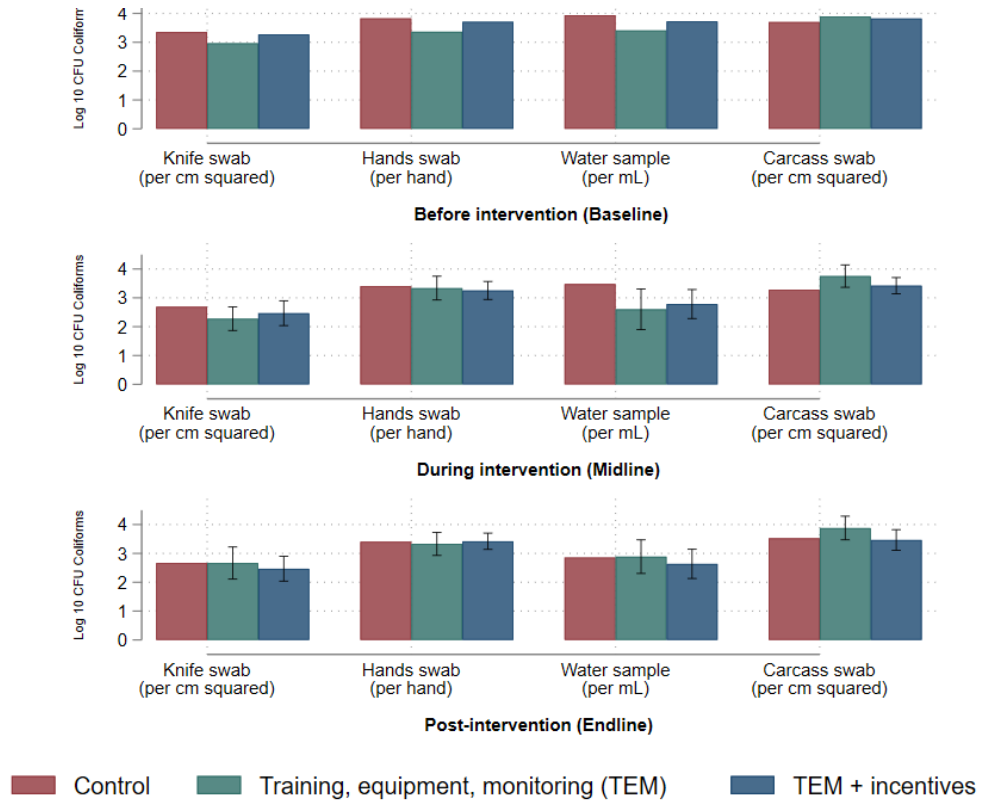 Log 10 CFU Coliforms
3
2
1
0
4
Knife swab
(per cm squared)
Hands swab
(per hand)
Water sample
(per mL)
Carcass swab
(per cm squared)
Before intervention (Baseline)
Log 10 CFU Coliforms
4
3
2
1
0
Knife swab
(per cm squared)
Hands swab
(per hand)
Water sample
(per mL)
Carcass swab
(per cm squared)
During intervention (Midline)
Log 10 CFU Coliforms
4
3
2
1
0
Knife swab
(per cm squared)
Hands swab
(per hand)
Water sample
(per mL)
Carcass swab
(per cm squared)
Post-intervention (Endline)
Control
Training, equipment, monitoring (TEM)
TEM + incentives